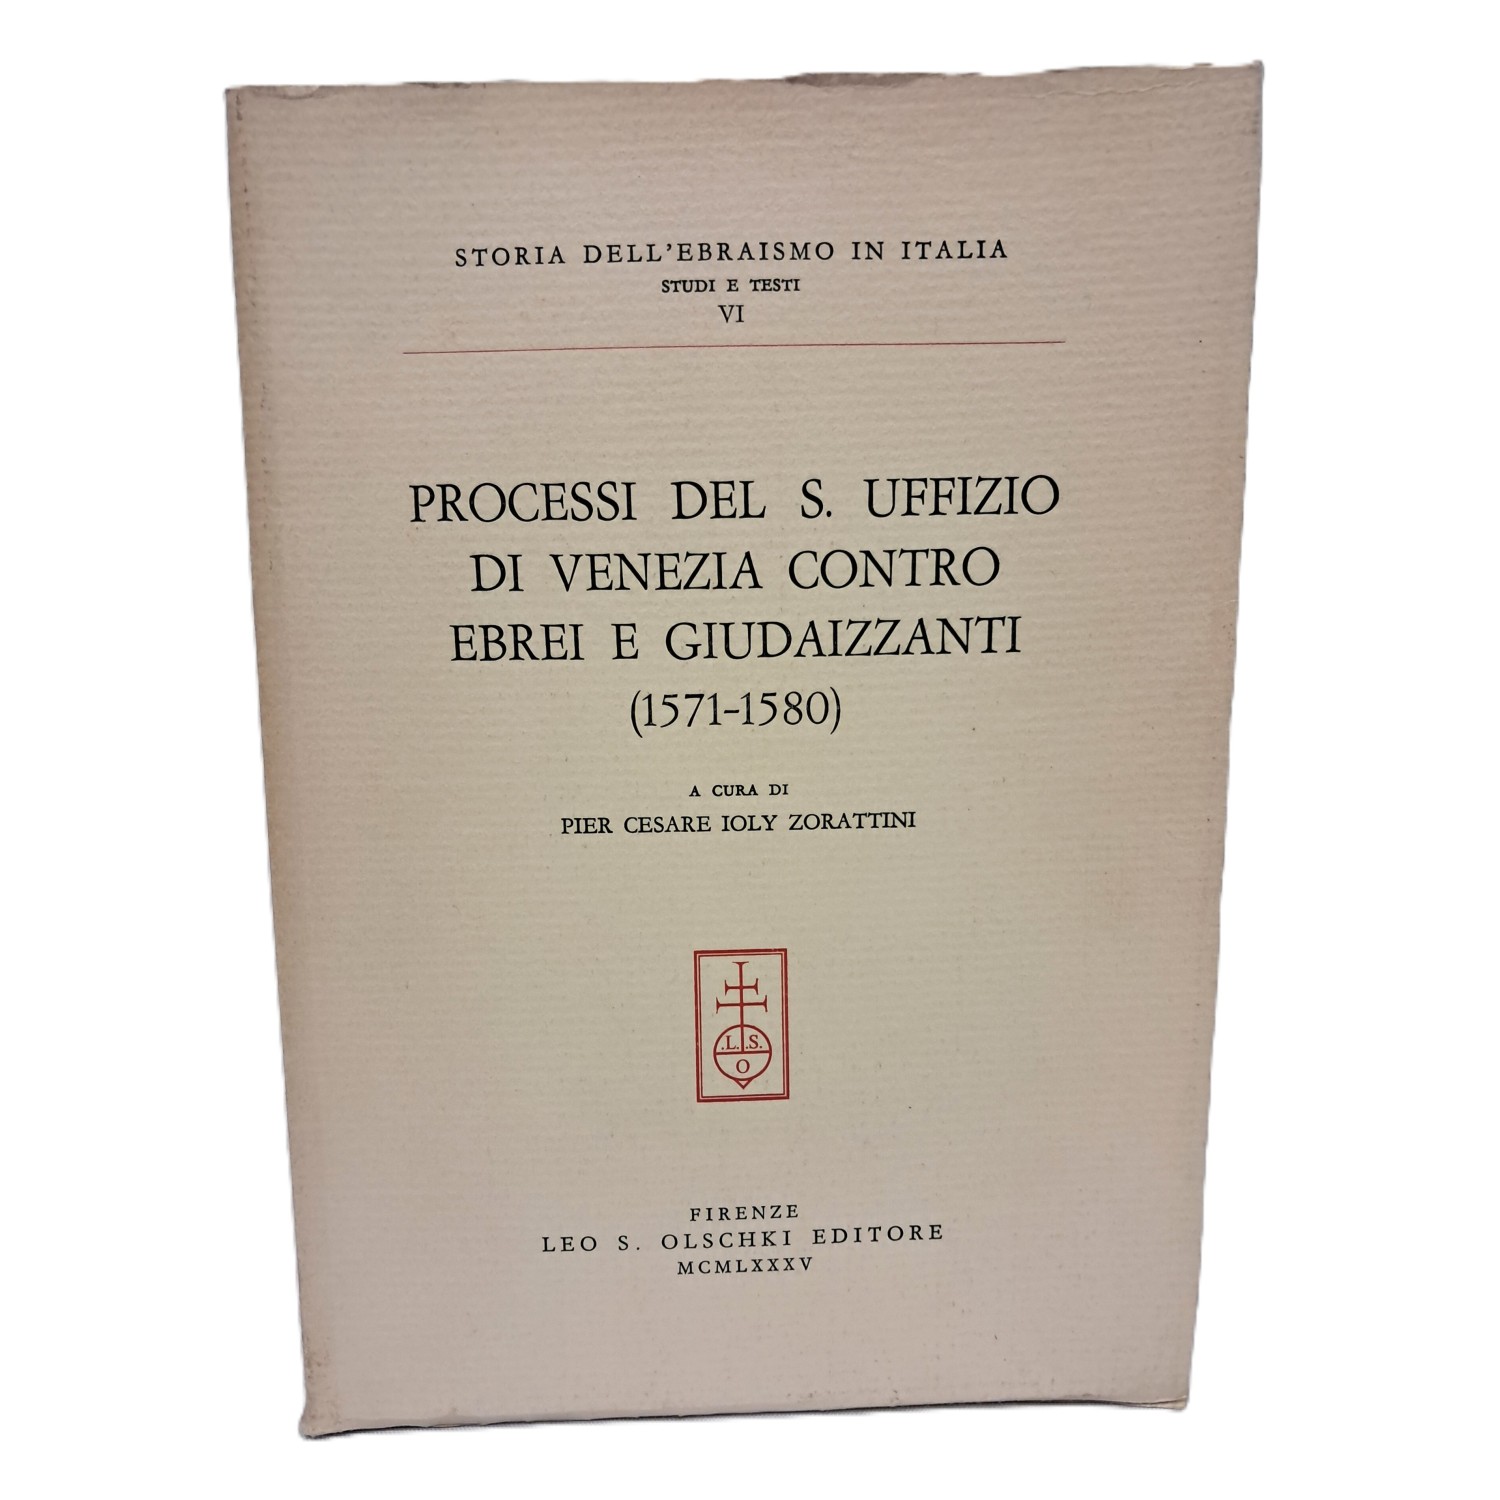 STORIA DELL'EBRAISMO IN ITALIA
STUDI E TESTI
VI
PROCESSI DEL S. UFFIZIO
DI VENEZIA CONTRO
EBREI E GIUDAIZZANTI
(1571-1580)
A CURA DI
PIER CESARE IOLY ZORATTINI
.L. .S.
O
FIRENZE
LEO S. OLSCHKI EDITORE
MCMLXXXV